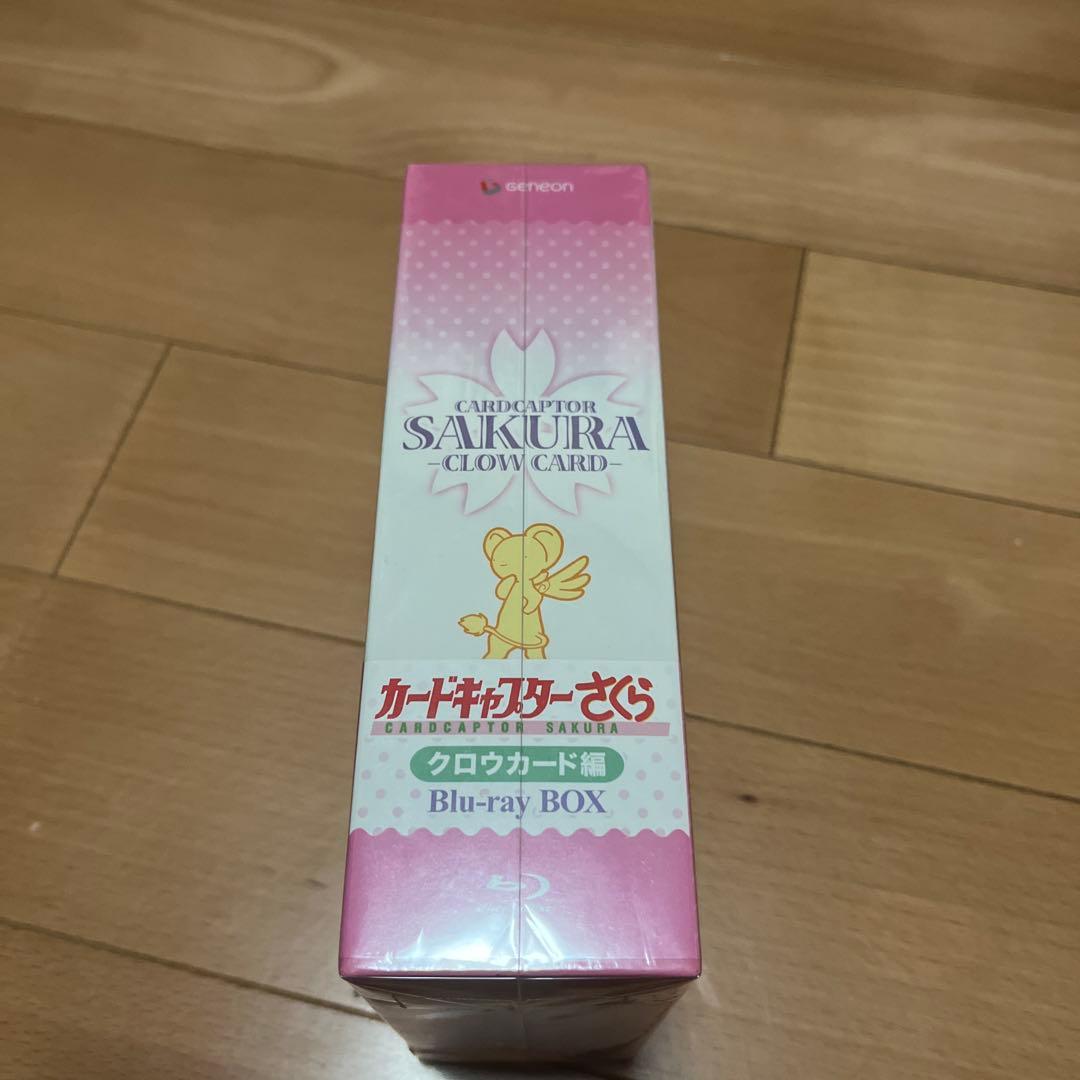 Geneon
CARDCAPTOR
SAKURA
-CLOW CARD-
カードキャプターさくら
CARDCAPTOR SAKURA
クロウカード編
Blu-ray BOX